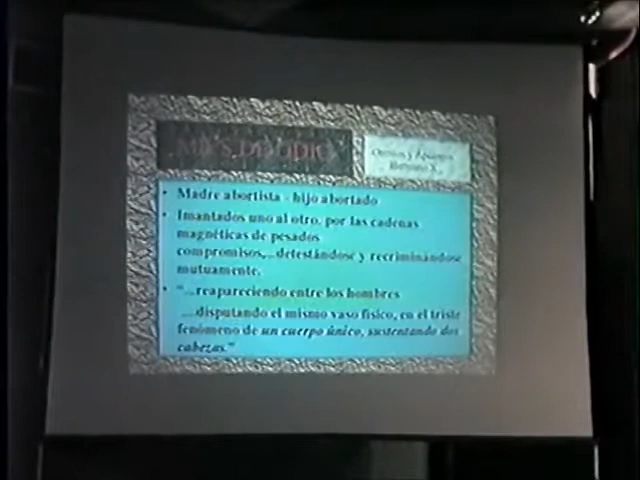 • Madre abortista - hijo abortado
• Imantados uno al otro, por las cadenas
magnéticas de pesados
compromisos,...detestándose y recriminándose
mutuamente.
• “...reapareciendo entre los hombres
...disputando el mismo vaso fisico, en el triste
fenómeno de un cuerpo único, sustentando dos
cabezas.”